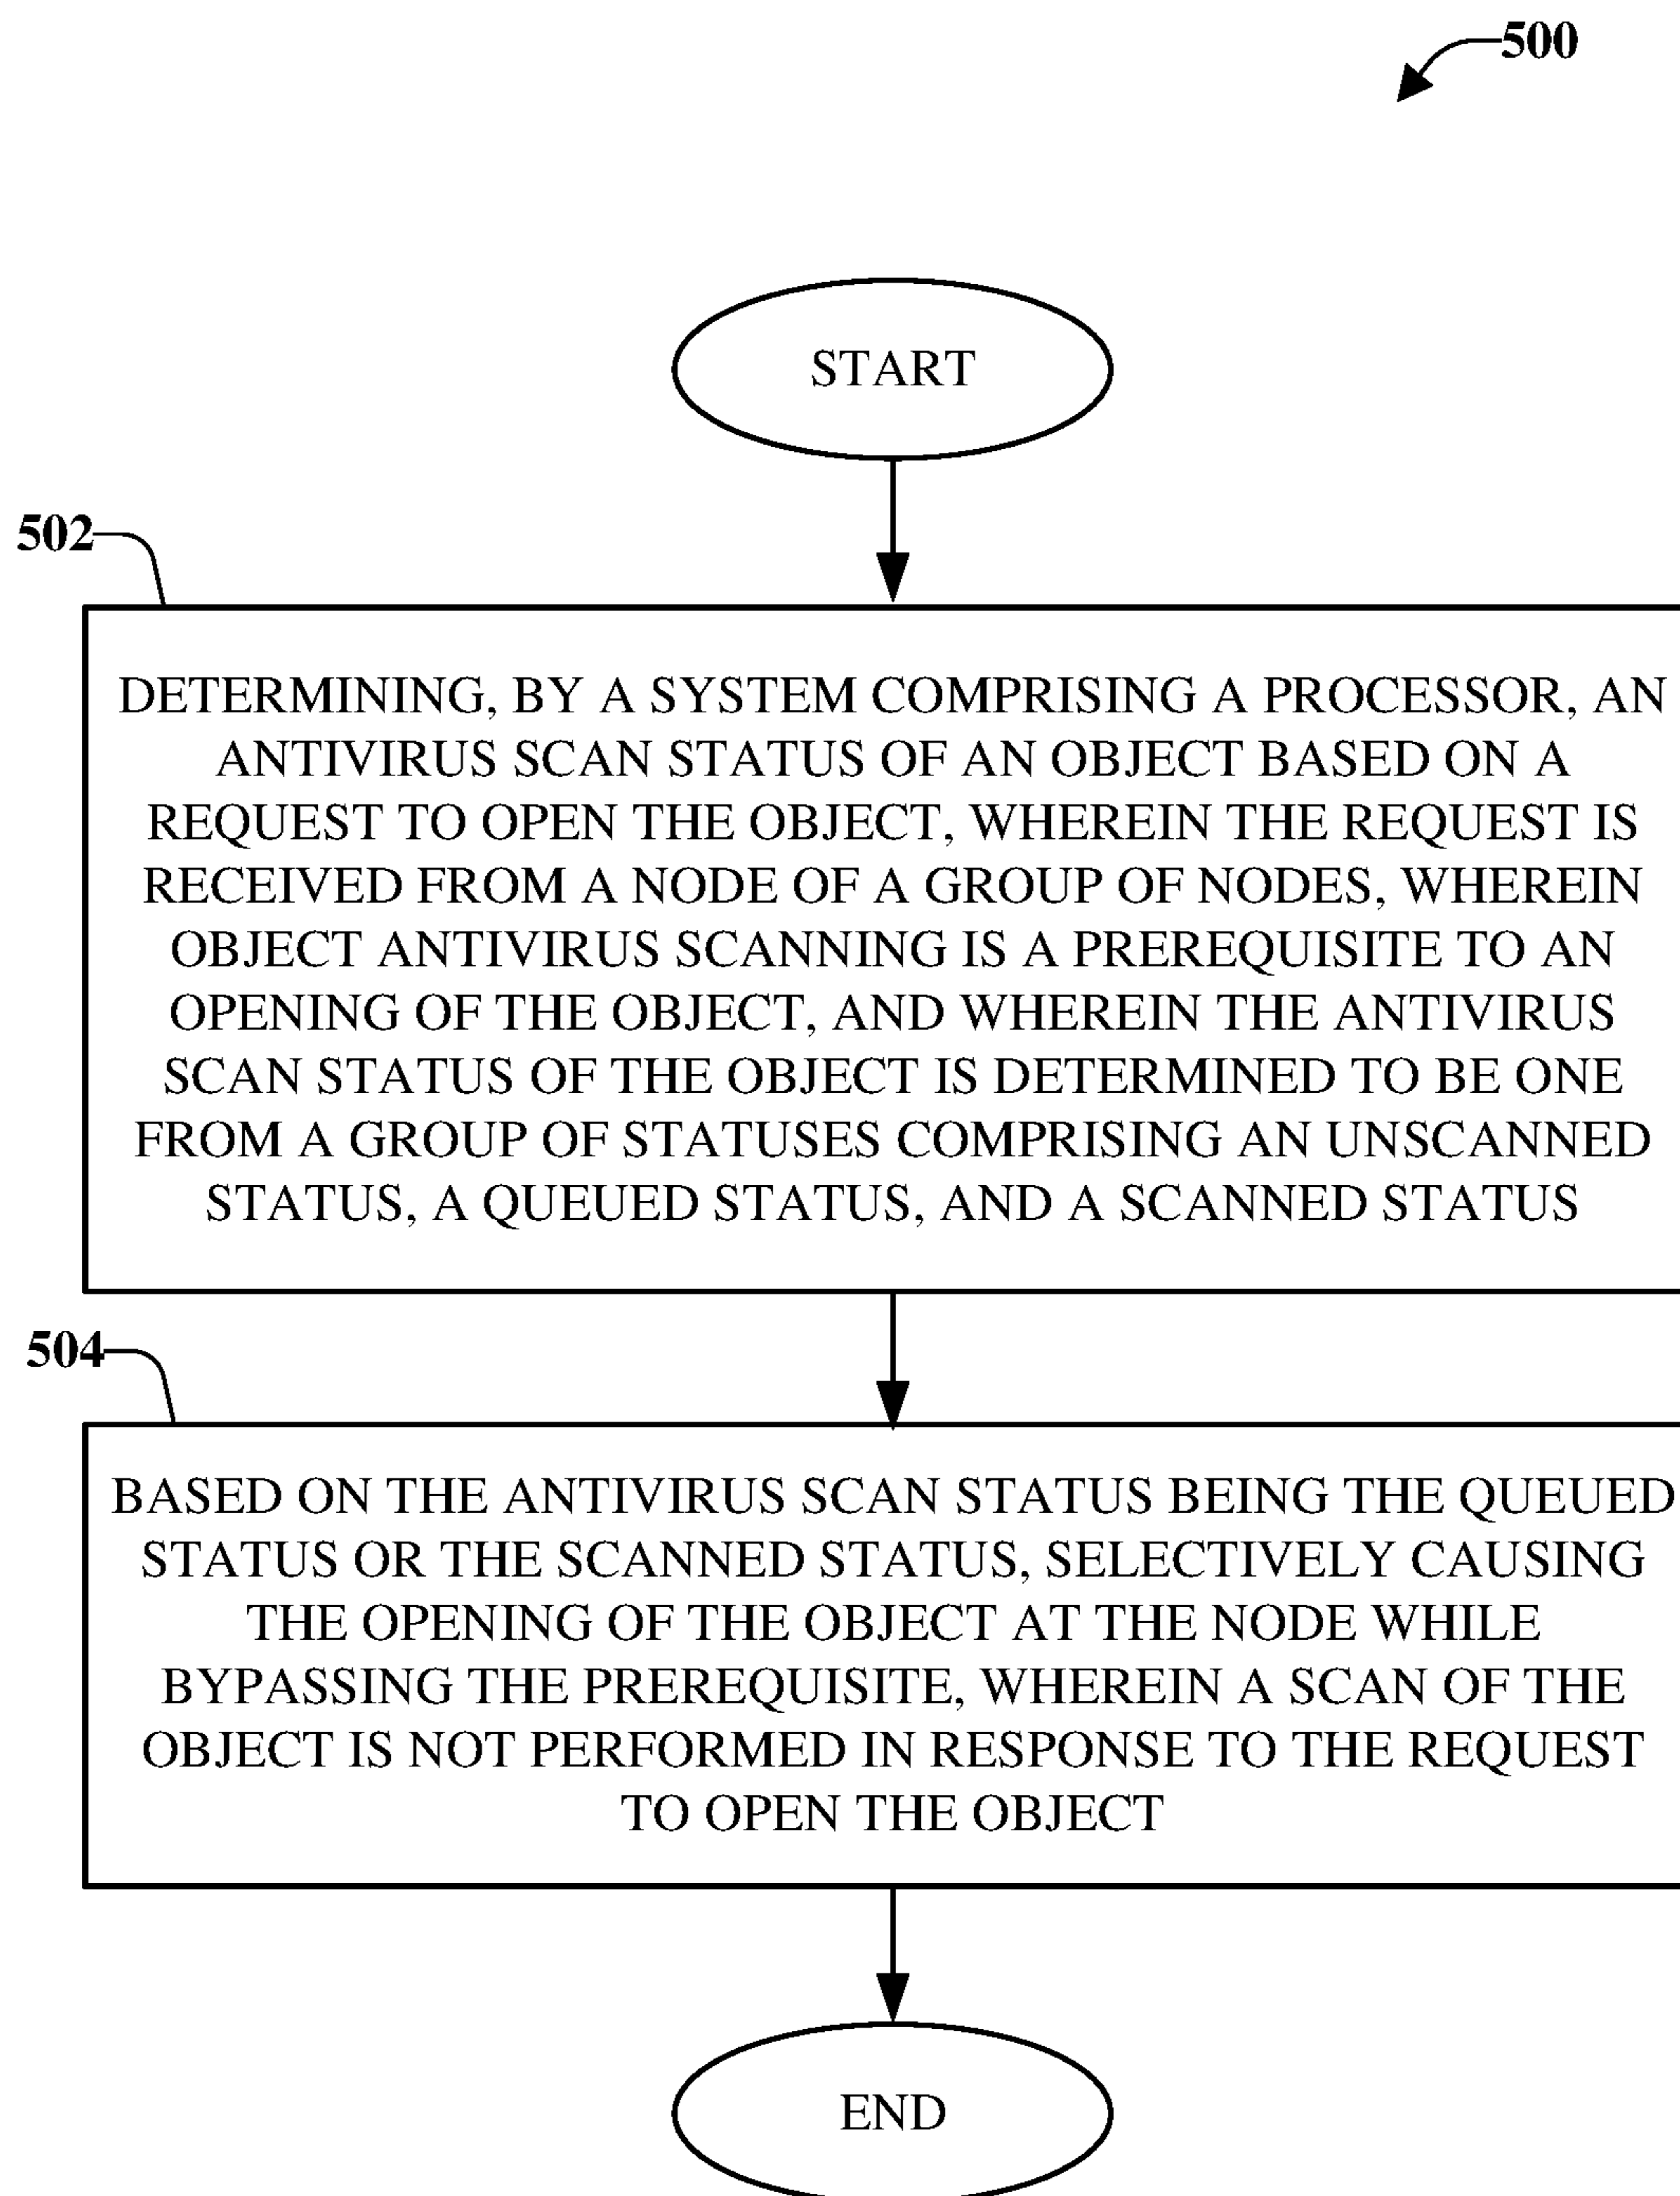 500
START
502
DETERMINING, BY A SYSTEM COMPRISING A PROCESSOR, AN
ANTIVIRUS SCAN STATUS OF AN OBJECT BASED ON A
REQUEST TO OPEN THE OBJECT, WHEREIN THE REQUEST IS
RECEIVED FROM A NODE OF A GROUP OF NODES, WHEREIN
OBJECT ANTIVIRUS SCANNING IS A PREREQUISITE TO AN
OPENING OF THE OBJECT, AND WHEREIN THE ANTIVIRUS
SCAN STATUS OF THE OBJECT IS DETERMINED TO BE ONE
FROM A GROUP OF STATUSES COMPRISING AN UNSCANNED
STATUS, A QUEUED STATUS, AND A SCANNED STATUS
504
BASED ON THE ANTIVIRUS SCAN STATUS BEING THE QUEUED
STATUS OR THE SCANNED STATUS, SELECTIVELY CAUSING
THE OPENING OF THE OBJECT AT THE NODE WHILE
BYPASSING THE PREREQUISITE, WHEREIN A SCAN OF THE
OBJECT IS NOT PERFORMED IN RESPONSE TO THE REQUEST
TO OPEN THE OBJECT
END